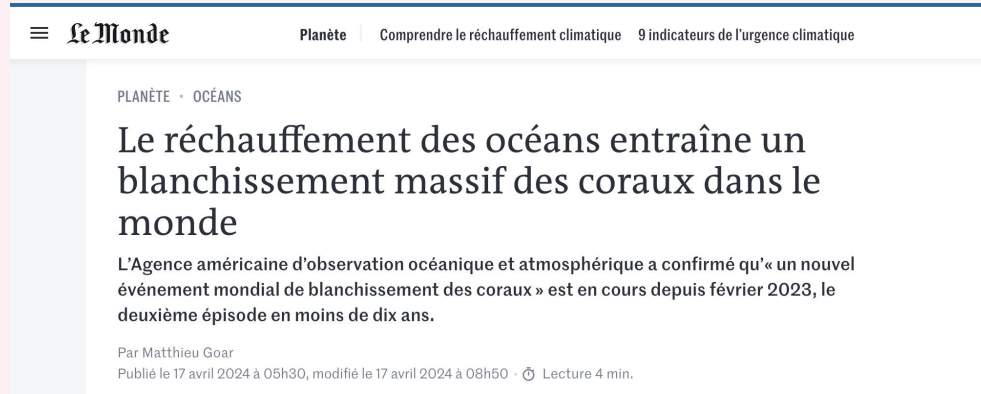 Le Monde
Planète
Comprendre le réchauffement climatique
9 indicateurs de l'urgence climatique
PLANÈTE • OCÉANS
Le réchauffement des océans entraîne un
blanchissement massif des coraux dans le
monde
L'Agence américaine d'observation océanique et atmosphérique a confirmé qu'« un nouvel
événement mondial de blanchissement des coraux » est en cours depuis février 2023, le
deuxième épisode en moins de dix ans.
Par Matthieu Goar
Publié le 17 avril 2024 à 05h30, modifié le 17 avril 2024 à 08h50 · Lecture 4 min.